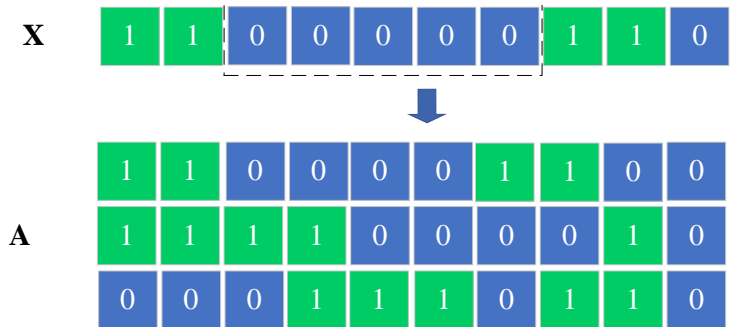 X 1 1 0 0 0 0 0 1 1 0
1 1 0 0 0 0 1 1 0 0
A 1 1 1 1 0 0 0 0 1 0
0 0 0 1 1 1 0 1 1 0